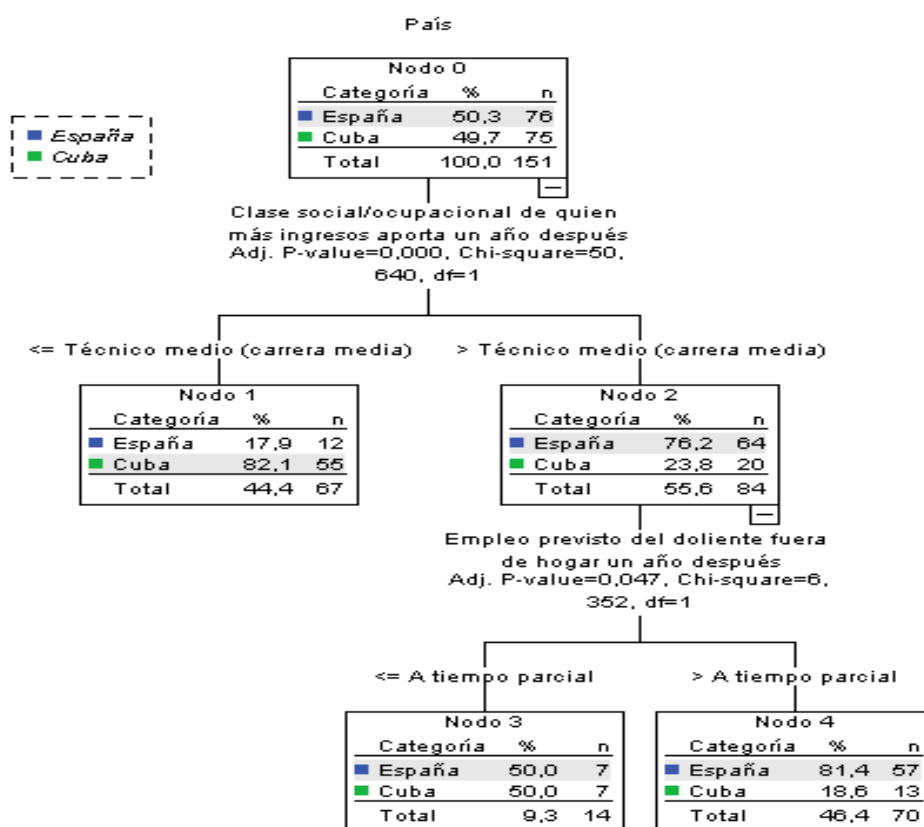 País
Nodo 0
Categoría % n
España 50,3 76
Cuba 49,7 75
Total 100,0 151
España
Cuba
Clase social/ocupacional de quien
más ingresos aporta un año después
Adj. P-value=0,000, Chi-square=50,
640, df=1
<= Técnico medio (carrera media)
> Técnico medio (carrera media)
Nodo 1
Categoría % n
España 17,9 12
Cuba 82,1 55
Total 44,4 67
Nodo 2
Categoría % n
España 76,2 64
Cuba 23,8 20
Total 55,6 84
Empleo previsto del doliente fuera
de hogar un año después
Adj. P-value=0,047, Chi-square=6,
352, df=1
<= A tiempo parcial
> A tiempo parcial
Nodo 3
Categoría % n
España 50,0 7
Cuba 50,0 7
Total 9,3 14
Nodo 4
Categoría % n
España 81,4 57
Cuba 18,6 13
Total 46,4 70